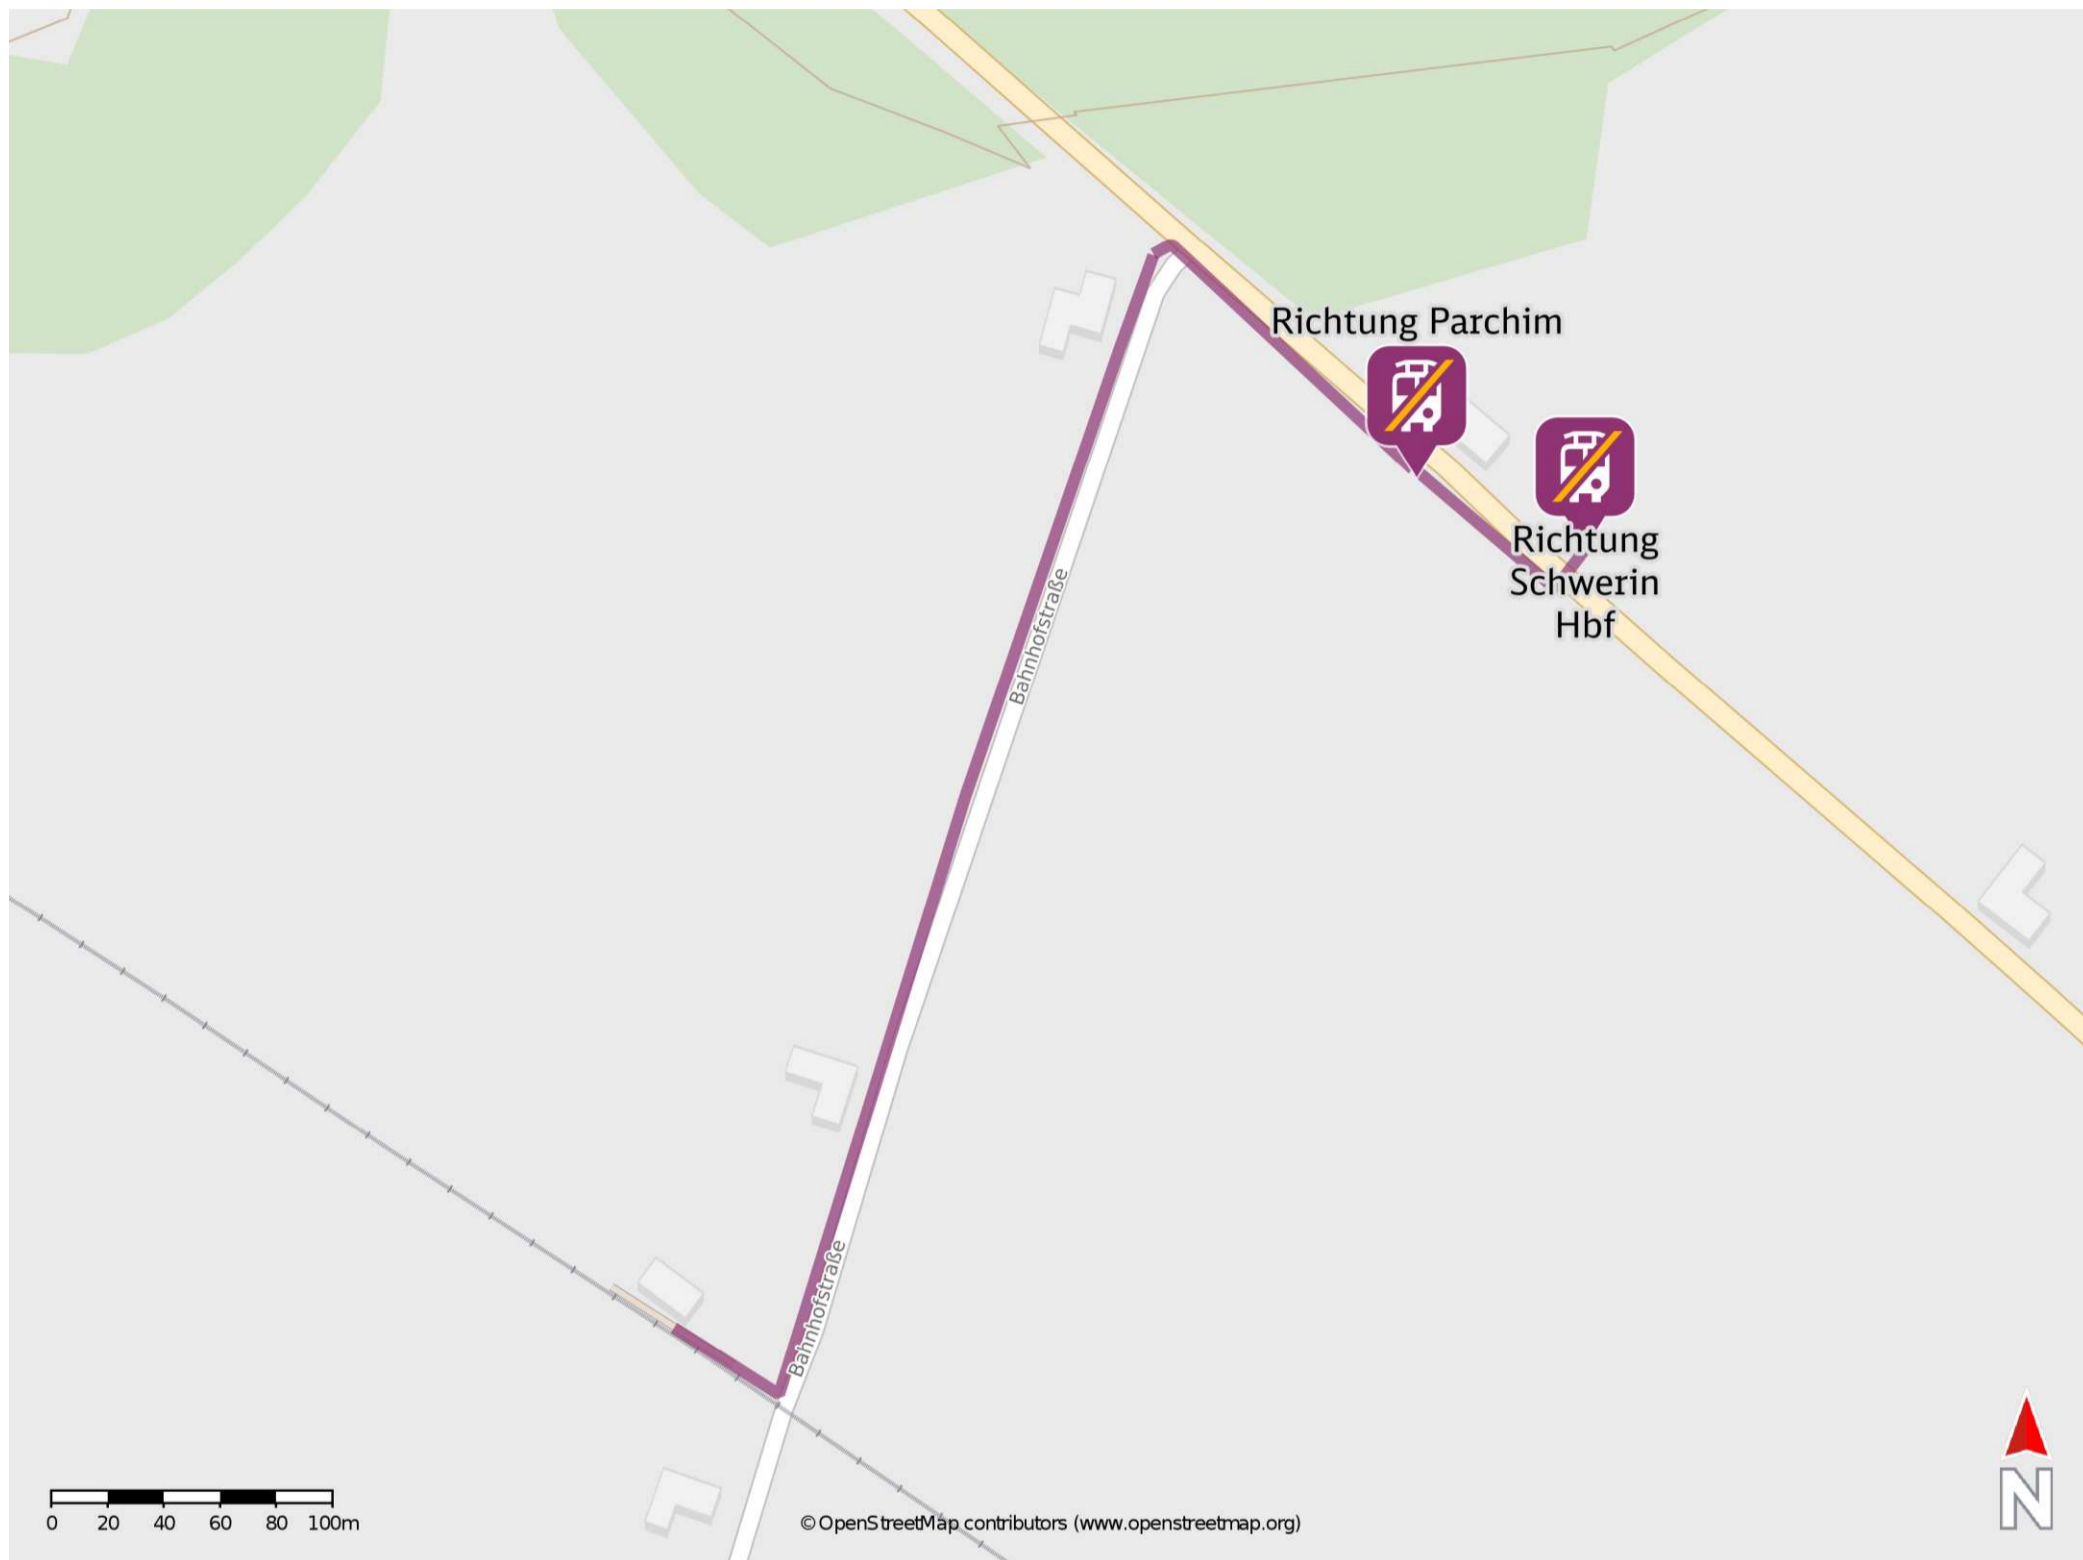 Richtung Parchim
Richtung
Schwerin
Hbf
Bahnhofstraße
Bahnhofstraße
0 20 40 60 80 100m
© OpenStreetMap contributors (www.openstreetmap.org)
N